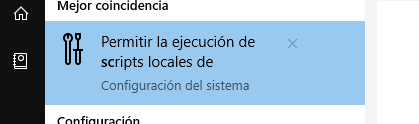 Mejor coincidencia
Permitir la ejecución de
scripts locales de
Configuración del sistema
Configuración